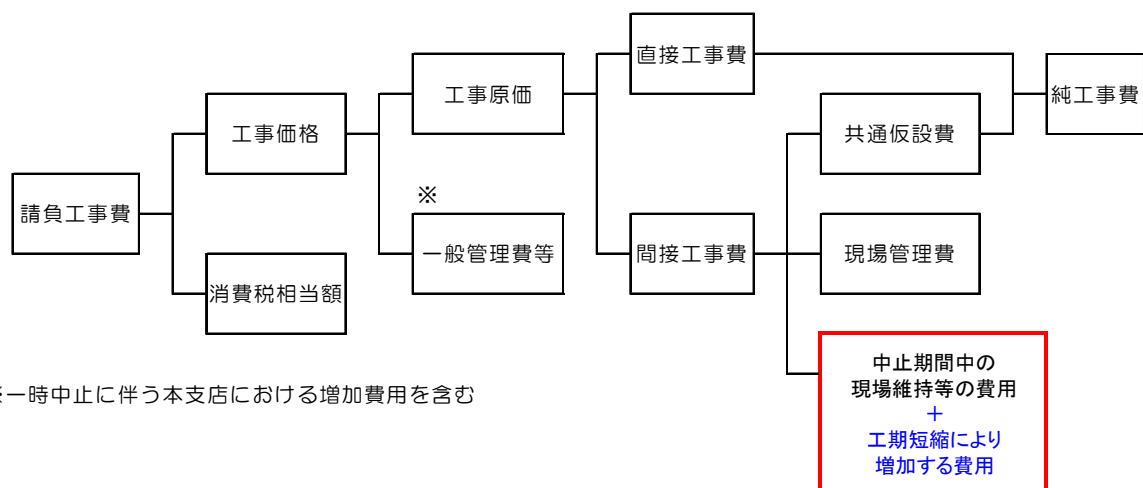 直接工事費
工事原価
純工事費
工事価格
共通仮設費
※
請負工事費
一般管理費等
間接工事費
現場管理費
消費税相当額
中止期間中の
現場維持等の費用
+
工期短縮により
増加する費用
※一時中止に伴う本支店における増加費用を含む